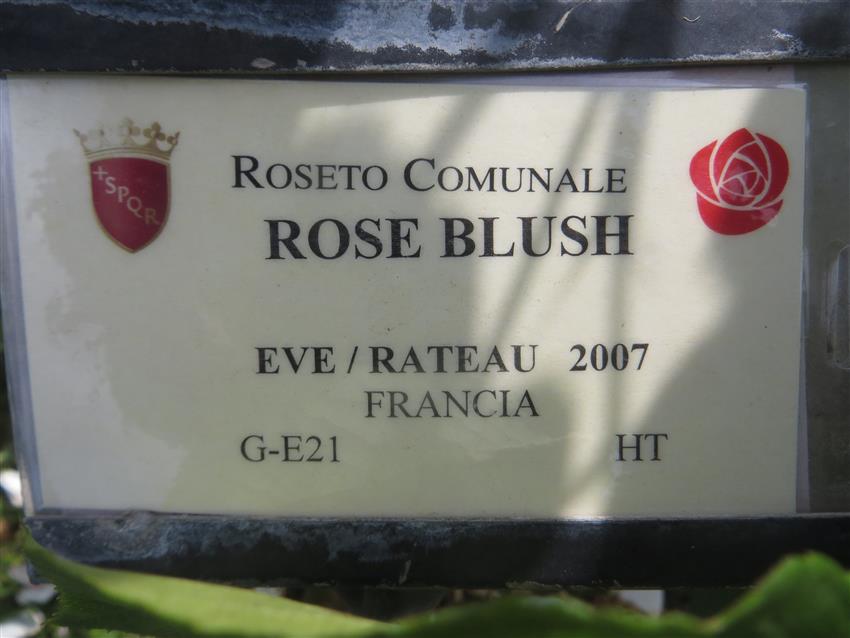 SPQR
ROSETO COMUNALE
ROSE BLUSH
EVE / RATEAU 2007
FRANCIA
G-E21 HT